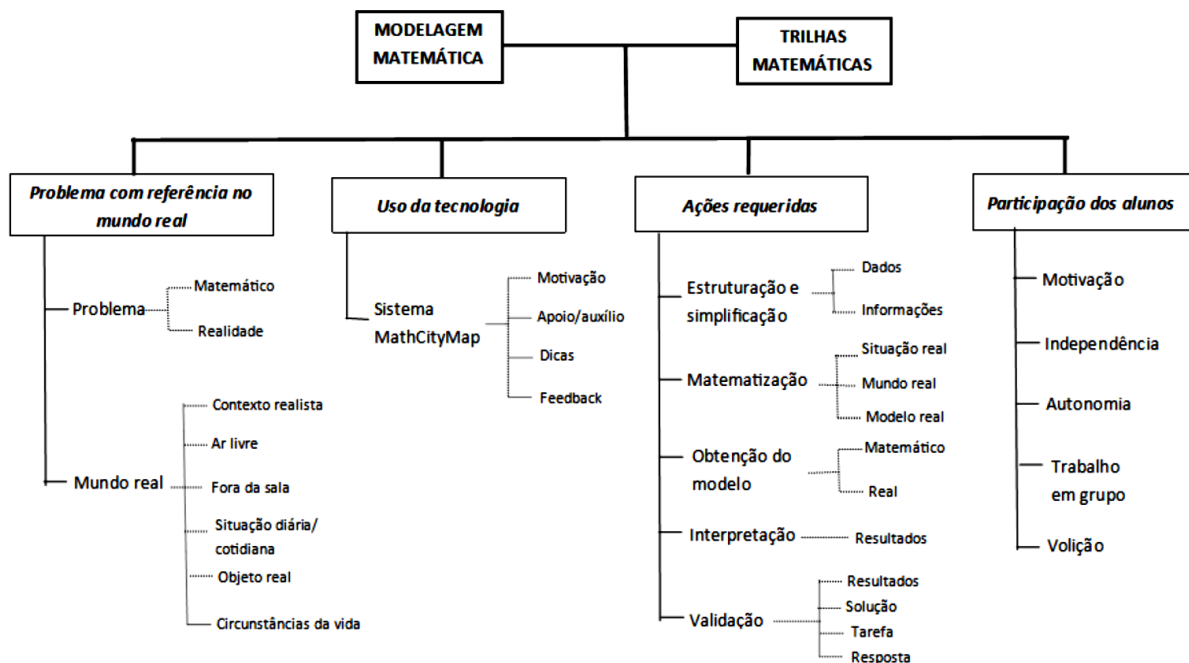 MODELAGEM
MATEMÁTICA
TRILHAS
MATEMÁTICAS
Problema com referência no
mundo real
Problema
Matemático
Realidade
Mundo real
Contexto realista
Ar livre
Fora da sala
Situação diária/
cotidiana
Objeto real
Circunstâncias da vida
Uso da tecnologia
Sistema
MathCityMap
Motivação
Apoio/auxílio
Dicas
Feedback
Ações requeridas
Estruturação e
simplificação
Dados
Informações
Matematização
Situação real
Mundo real
Modelo real
Obtenção do
modelo
Matemático
Real
Interpretação
Resultados
Validação
Resultados
Solução
Tarefa
Resposta
Participação dos alunos
Motivação
Independência
Autonomia
Trabalho
em grupo
Volição